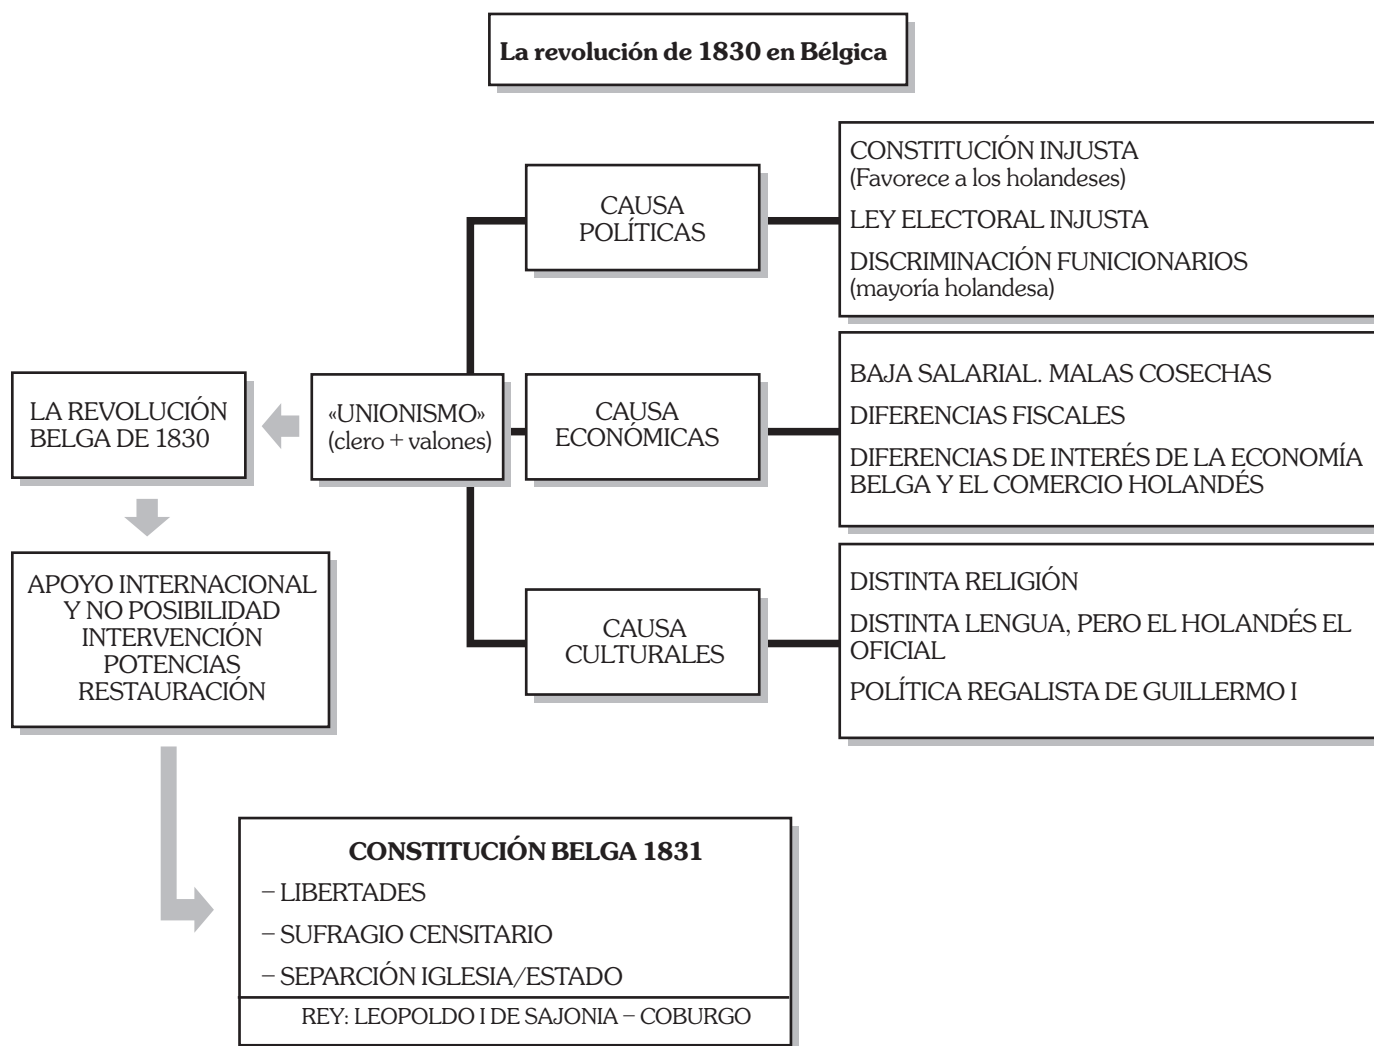 La revolución de 1830 en Bélgica
CAUSA
POLÍTICAS
CONSTITUCIÓN INJUSTA
(Favorece a los holandeses)
LEY ELECTORAL INJUSTA
DISCRIMINACIÓN FUNICIONARIOS
(mayoría holandesa)
LA REVOLUCIÓN
BELGA DE 1830
«UNIONISMO»
(clero + valones)
CAUSA
ECONÓMICAS
BAJA SALARIAL. MALAS COSECHAS
DIFERENCIAS FISCALES
DIFERENCIAS DE INTERÉS DE LA ECONOMÍA
BELGA Y EL COMERCIO HOLANDÉS
APOYO INTERNACIONAL
Y NO POSIBILIDAD
INTERVENCIÓN
POTENCIAS
RESTAURACIÓN
CAUSA
CULTURALES
DISTINTA RELIGIÓN
DISTINTA LENGUA, PERO EL HOLANDÉS EL
OFICIAL
POLÍTICA REGALISTA DE GUILLERMO I
CONSTITUCIÓN BELGA 1831
– LIBERTADES
– SUFRAGIO CENSITARIO
– SEPARCIÓN IGLESIA/ESTADO
REY: LEOPOLDO I DE SAJONIA – COBURGO